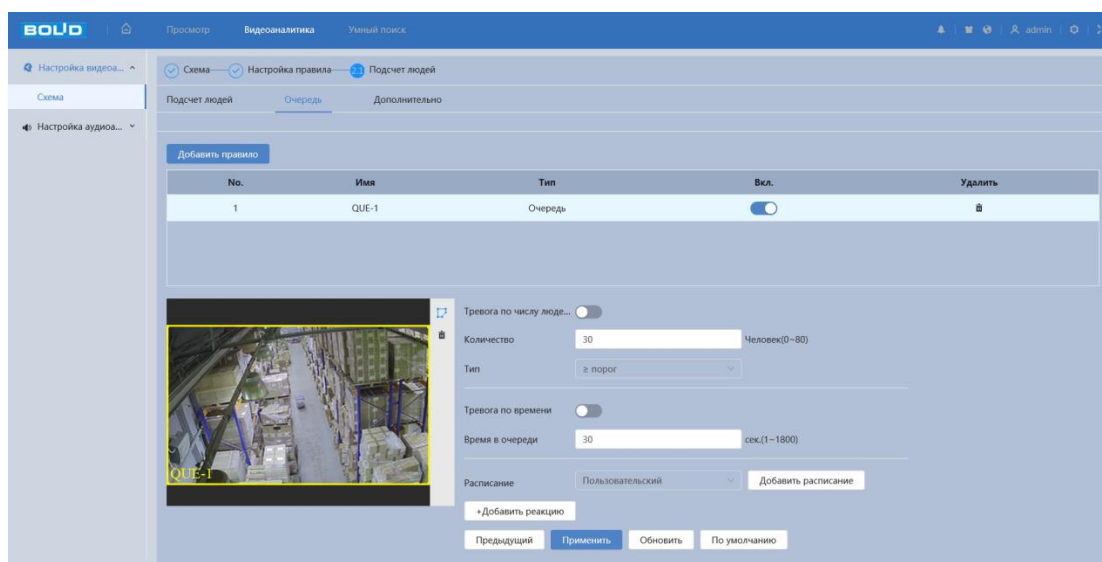 BOLID Просмотр Видеоаналитика Умный поиск admin
Настройка видеоа... Схема Настройка правила 2.1 Подсчет людей
Схема Подсчет людей Очередь Дополнительно
Настройка аудиоа...
Добавить правило
No. Имя Тип Вкл. Удалить
1 QUE-1 Очередь
Тревога по числу люде...
Количество 30 Человек(0~80)
Тип ≥ порог
Тревога по времени
Время в очереди 30 сек.(1~1800)
QUE-1
Расписание Пользовательский Добавить расписание
+Добавить реакцию
Предыдущий Применить Обновить По умолчанию